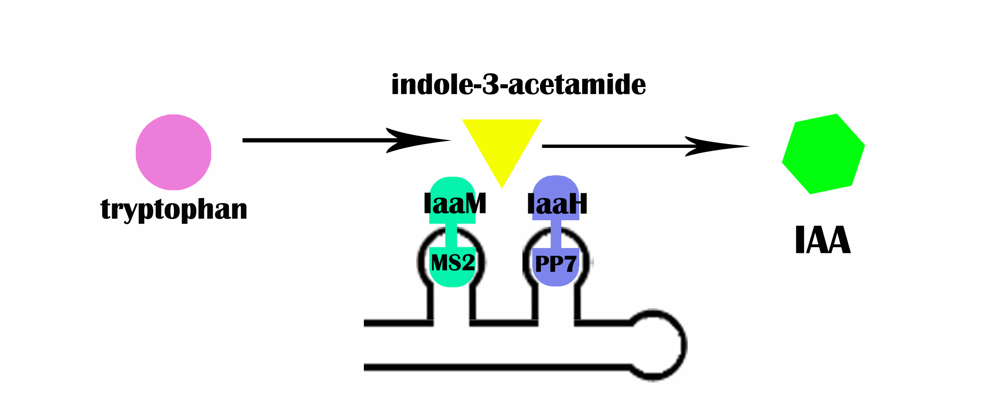 indole-3-acetamide
tryptophan
IaaM
IaaH
IAA
MS2
PP7